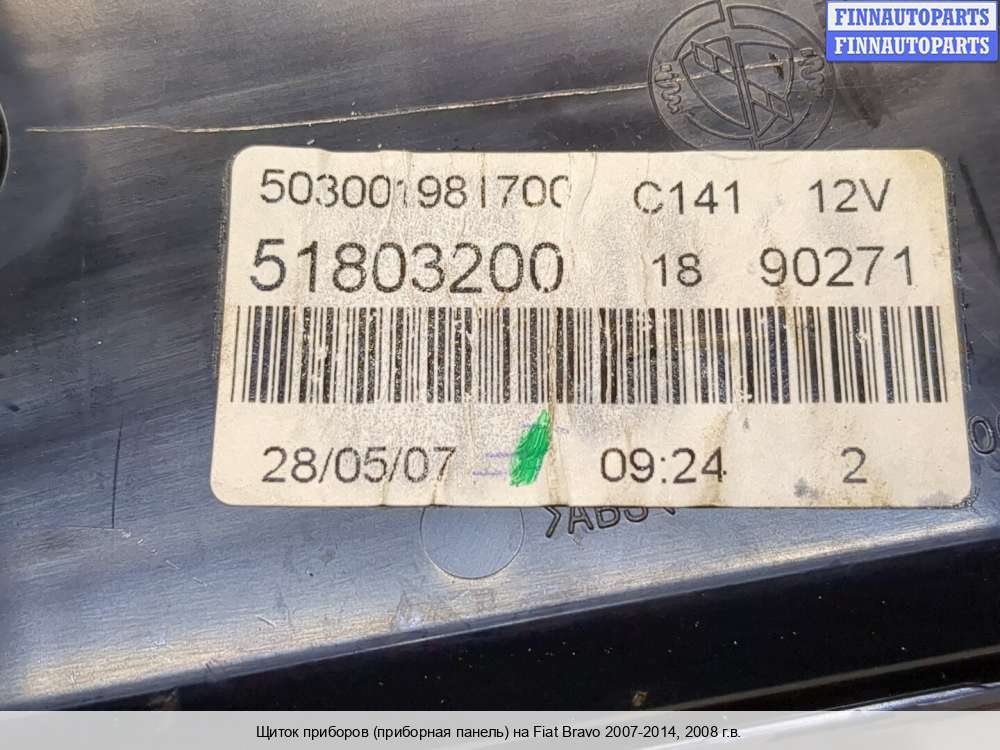 FINNAUTOPARTS
FINNAUTOPARTS
503001981700 C141 12V
51803200 18 90271
28/05/07 09:24 2
Щиток приборов (приборная панель) на Fiat Bravo 2007-2014, 2008 г.в.